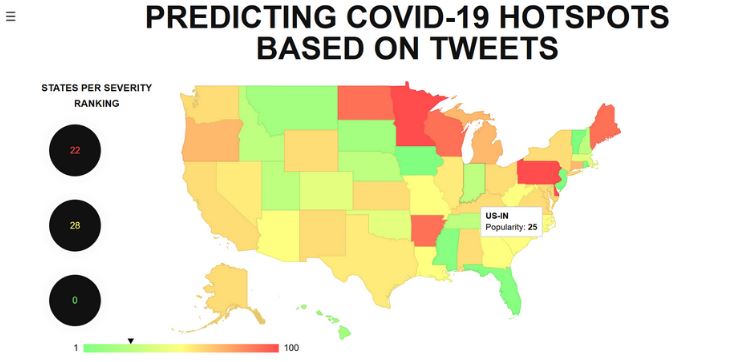 PREDICTING COVID-19 HOTSPOTS
BASED ON TWEETS
STATES PER SEVERITY
RANKING
22
28
0
US-IN
Popularity: 25
1
100